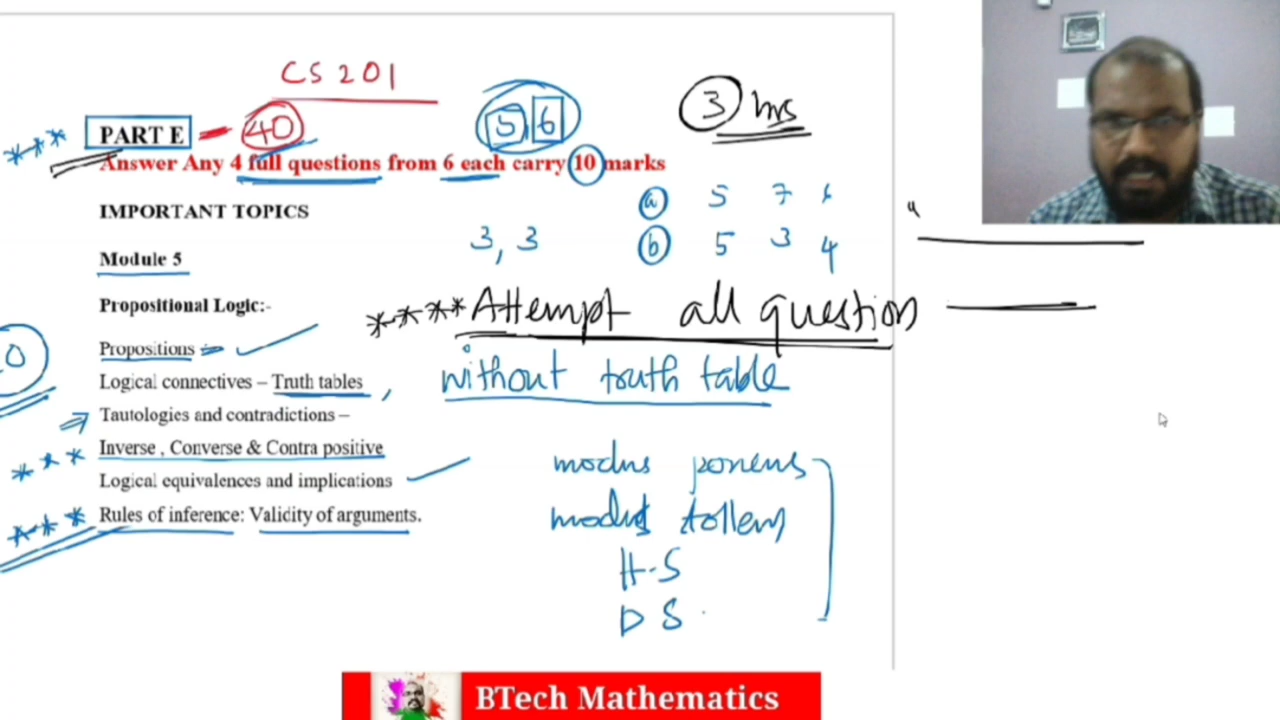 CS 201
*** PART E - 40
5 6
3 hrs
Answer Any 4 full questions from 6 each carry 10 marks
IMPORTANT TOPICS
a 5 7 6
3, 3 b 5 3 4
Module 5
Propositional Logic:-
**** Attempt all question
Propositions –
Logical connectives – Truth tables ,
without truth table
Tautologies and contradictions –
*** Inverse , Converse & Contra positive
modus ponens
Logical equivalences and implications
*** Rules of inference: Validity of arguments.
modus tollens
H-S
D S
BTech Mathematics